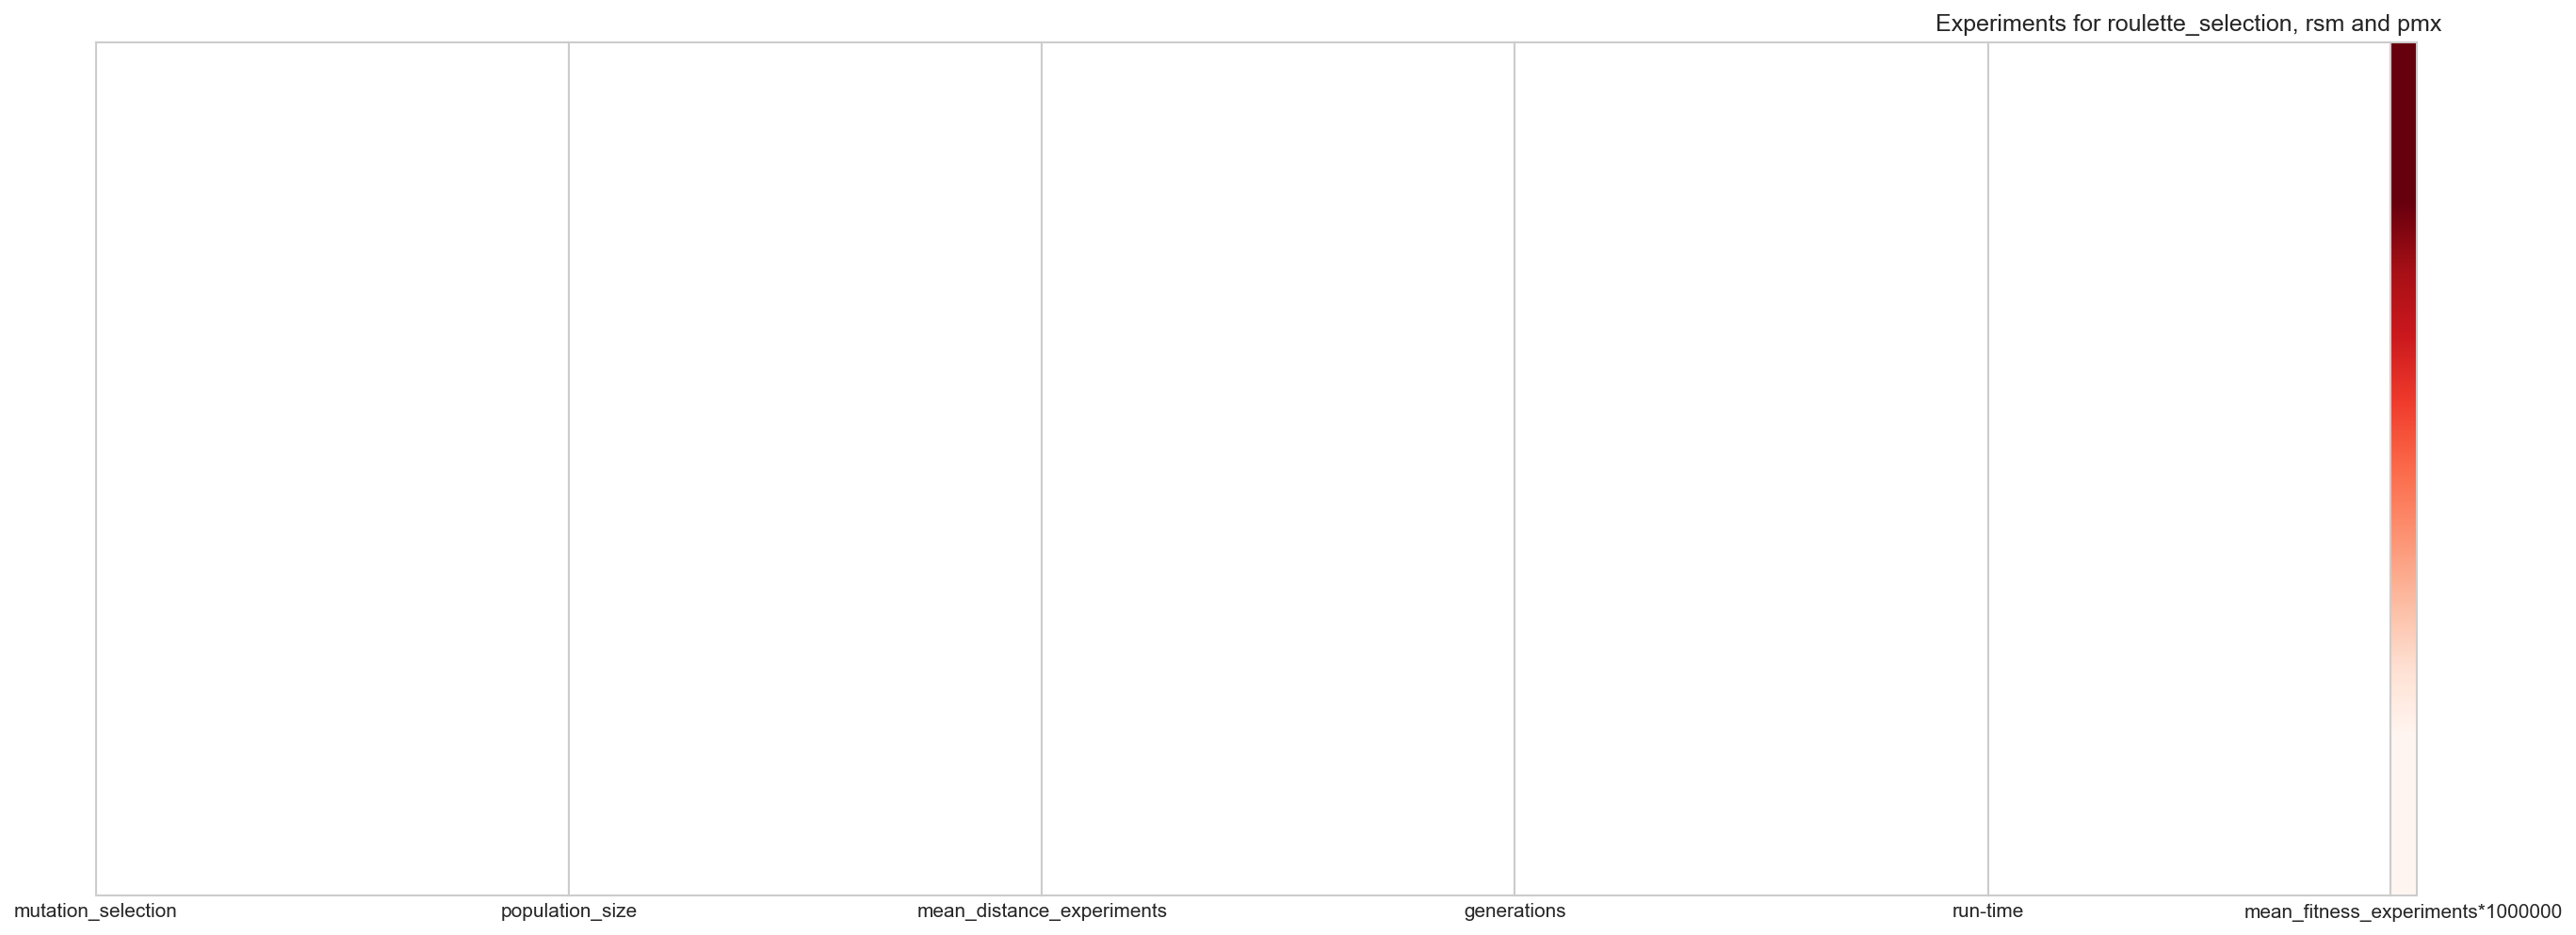 Experiments for roulette_selection, rsm and pmx
mutation_selection
population_size
mean_distance_experiments
generations
run-time
mean_fitness_experiments*1000000